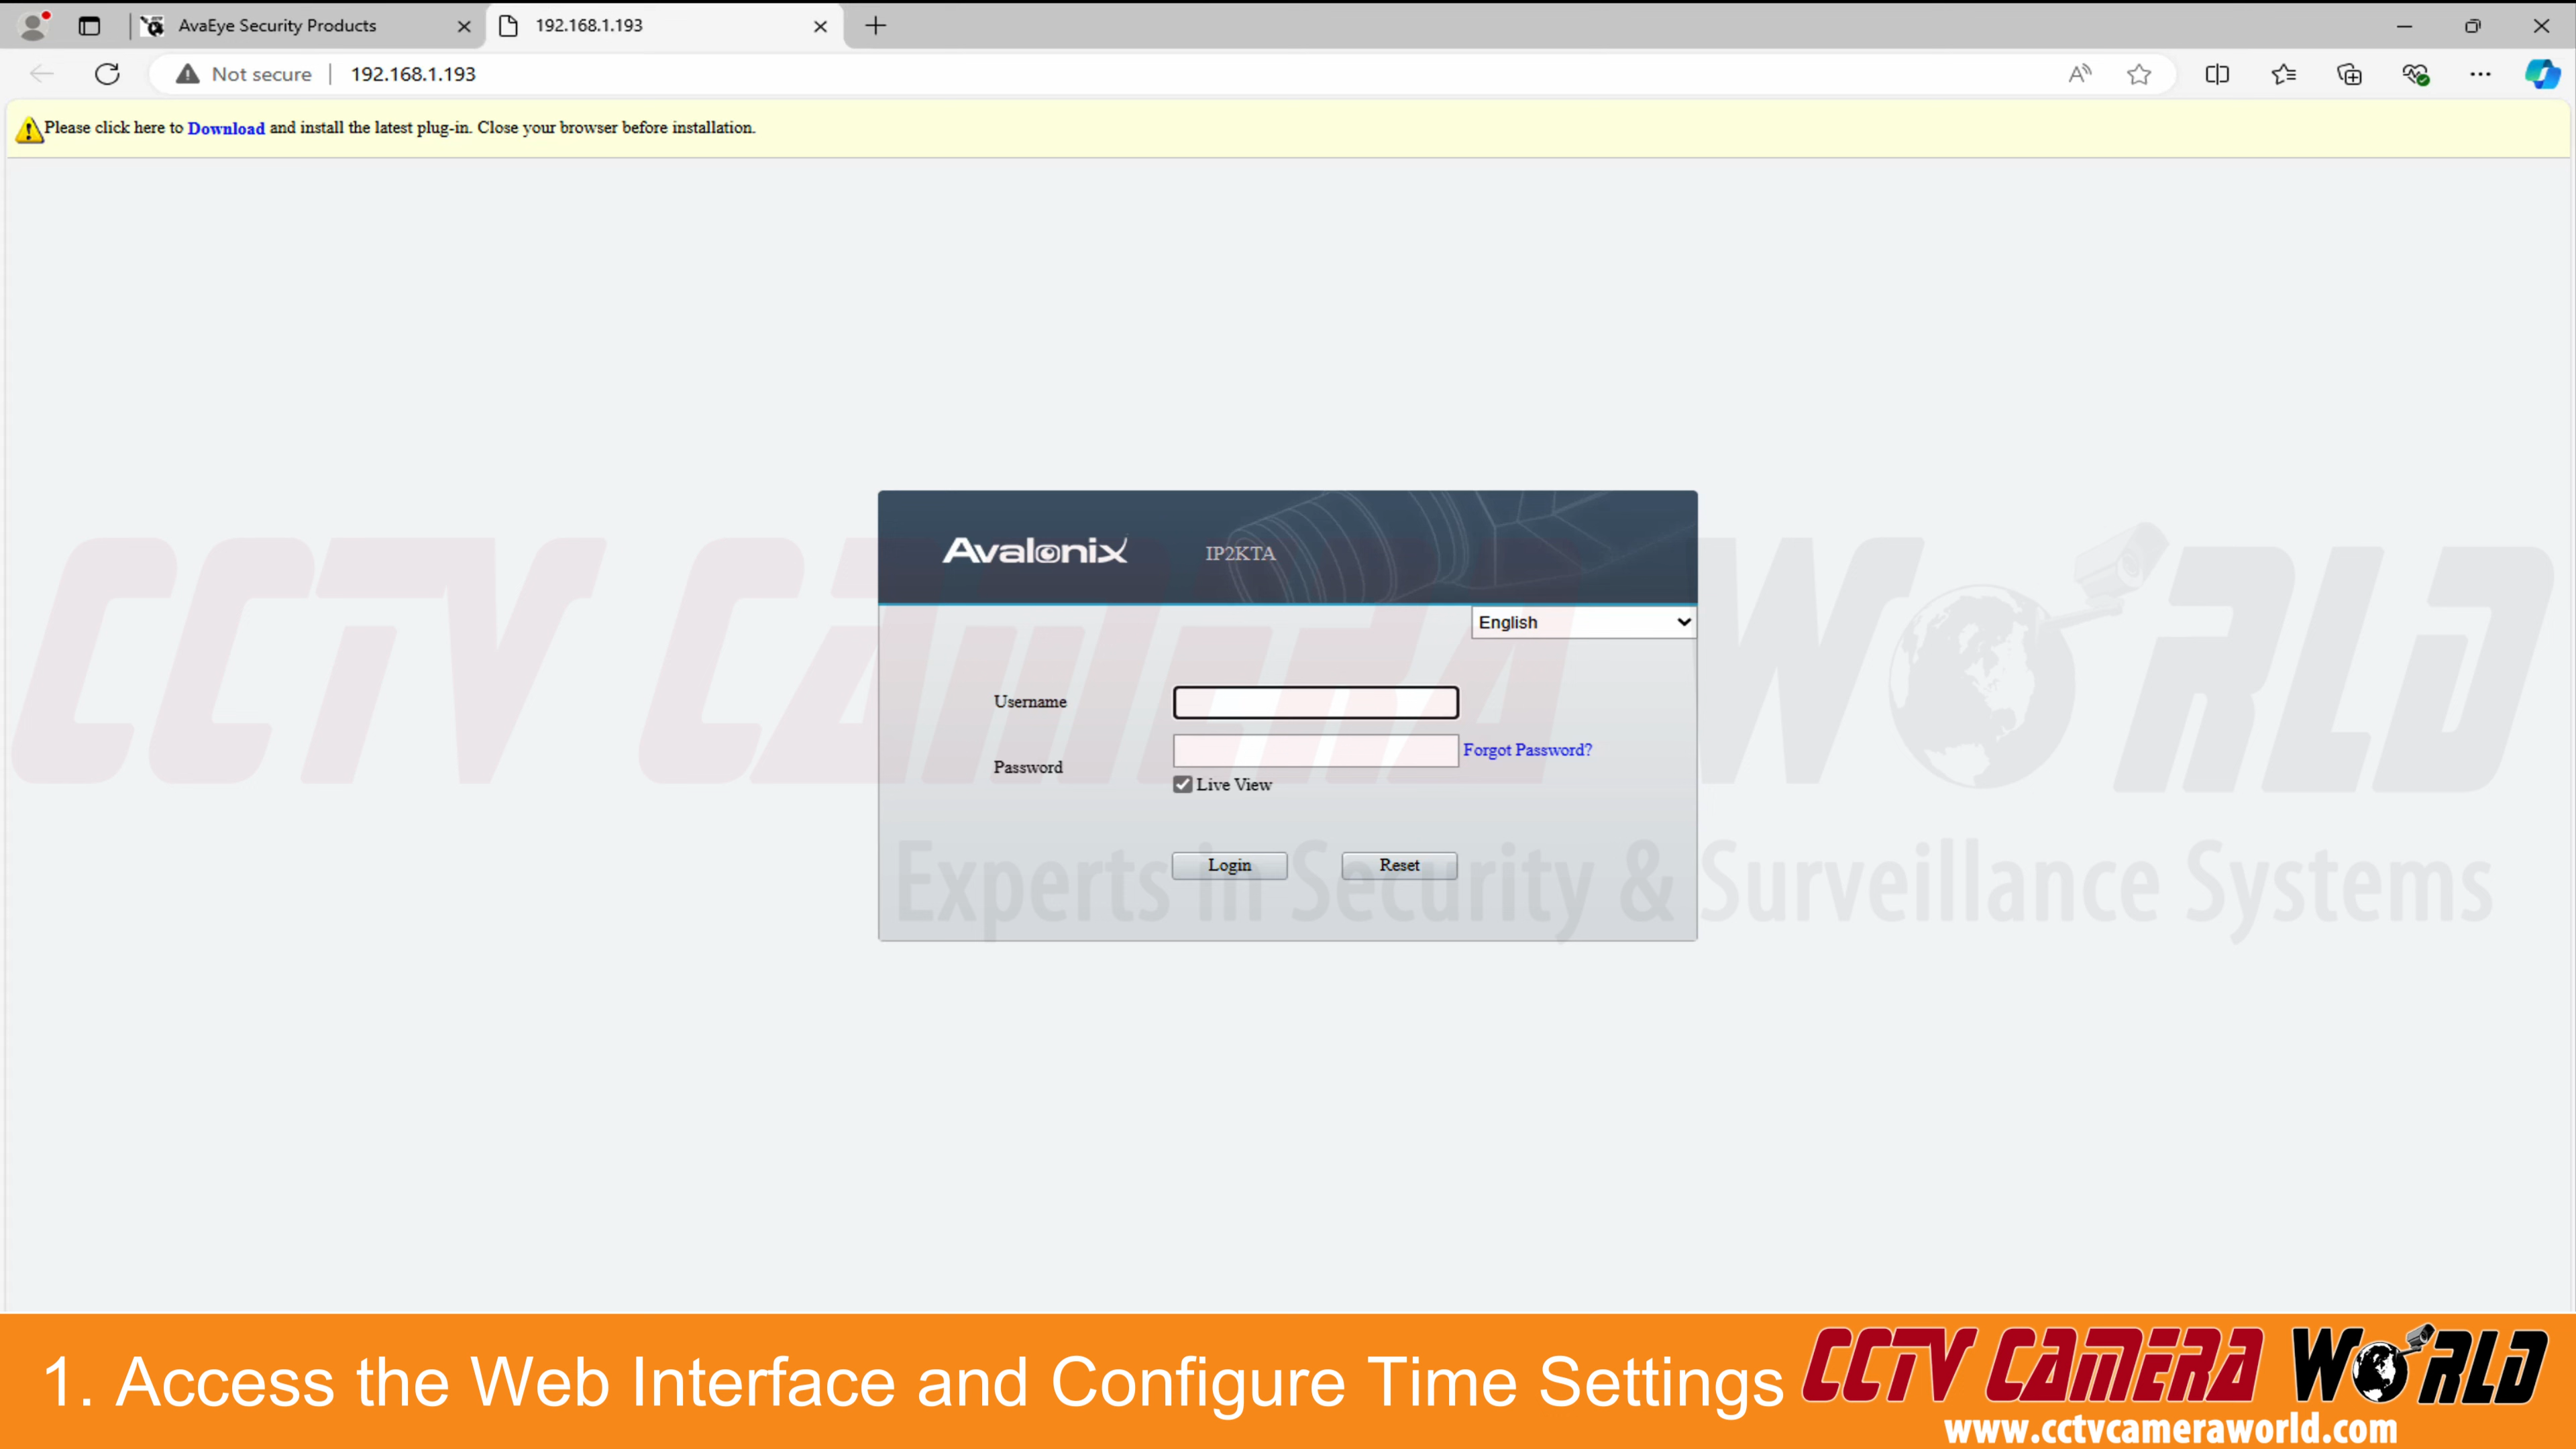 AvaEye Security Products
192.168.1.193
Not secure
192.168.1.193
Please click here to Download and install the latest plug-in. Close your browser before installation.
Avalonix
IP2KTA
English
Username
Password
Forgot Password?
Live View
Login
Reset
CCTV CAMERA WORLD
Experts in Security & Surveillance Systems
1. Access the Web Interface and Configure Time Settings
CCTV CAMERA WORLD
www.cctvcameraworld.com